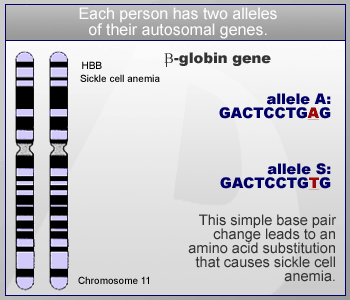 Each person has two alleles
of their autosomal genes.
HBB
Sickle cell anemia
β-globin gene
allele A:
GACTCCTGAG
allele S:
GACTCCTGTG
This simple base pair
change leads to an
amino acid substitution
that causes sickle cell
anemia.
Chromosome 11